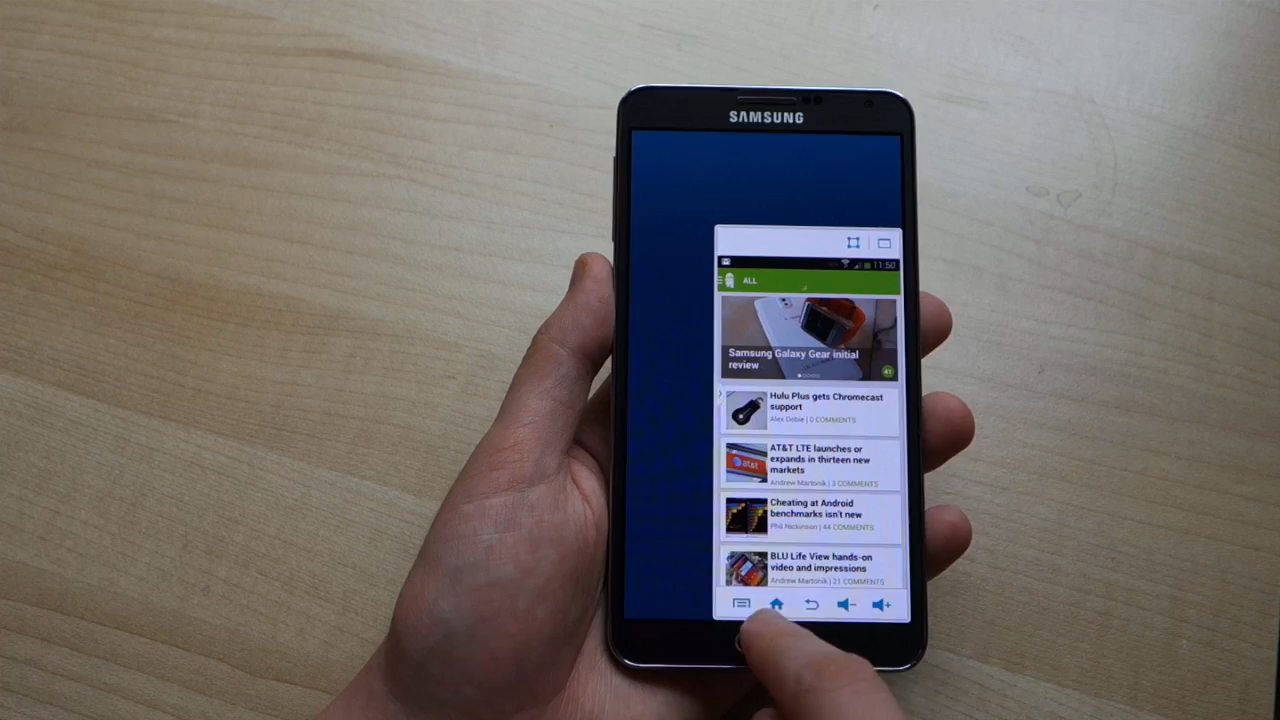 SAMSUNG
11:50
ALL
Samsung Galaxy Gear initial
review
41
Hulu Plus gets Chromecast
support
Alex Dobie | 0 COMMENTS
AT&T LTE launches or
expands in thirteen new
markets
at&t
Andrew Martonik | 3 COMMENTS
Cheating at Android
benchmarks isn't new
Phil Nickinson | 44 COMMENTS
BLU Life View hands-on
video and impressions
Andrew Martonik | 21 COMMENTS